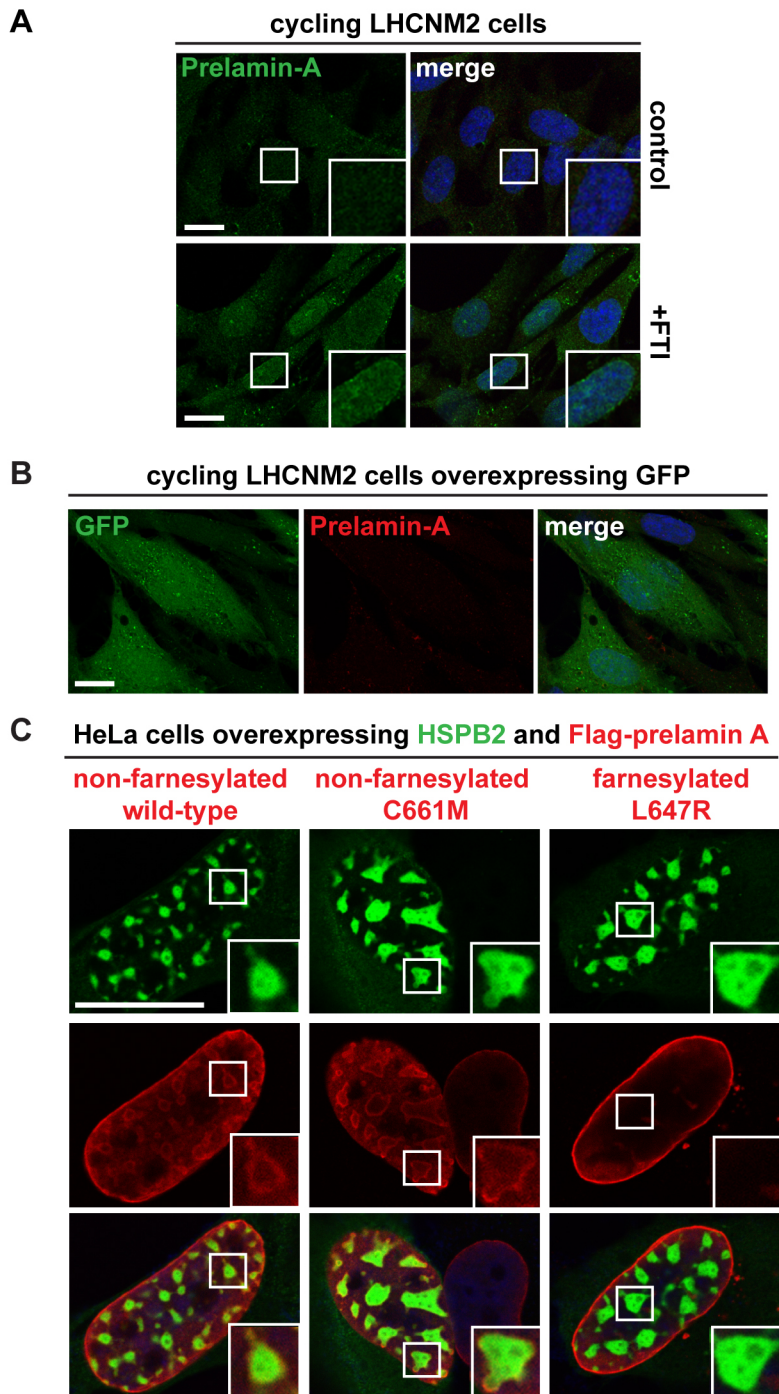 A
cycling LHCNM2 cells
Prelamin-A
merge
control
+FTI
B
cycling LHCNM2 cells overexpressing GFP
GFP
Prelamin-A
merge
C
HeLa cells overexpressing HSPB2 and Flag-prelamin A
non-farnesylated
wild-type
non-farnesylated
C661M
farnesylated
L647R